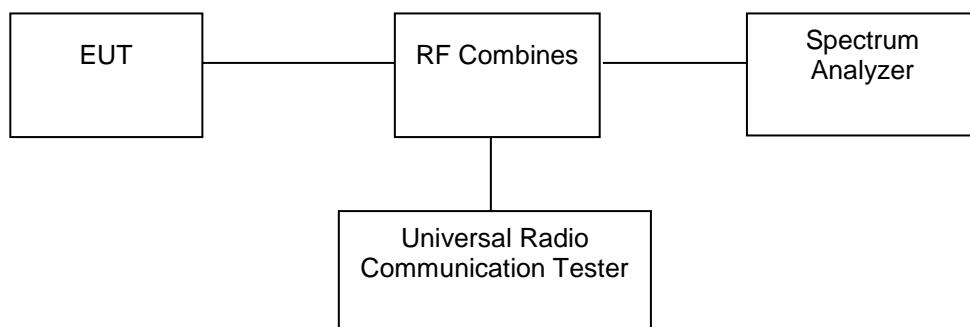 EUT
RF Combines
Spectrum
Analyzer
Universal Radio
Communication Tester